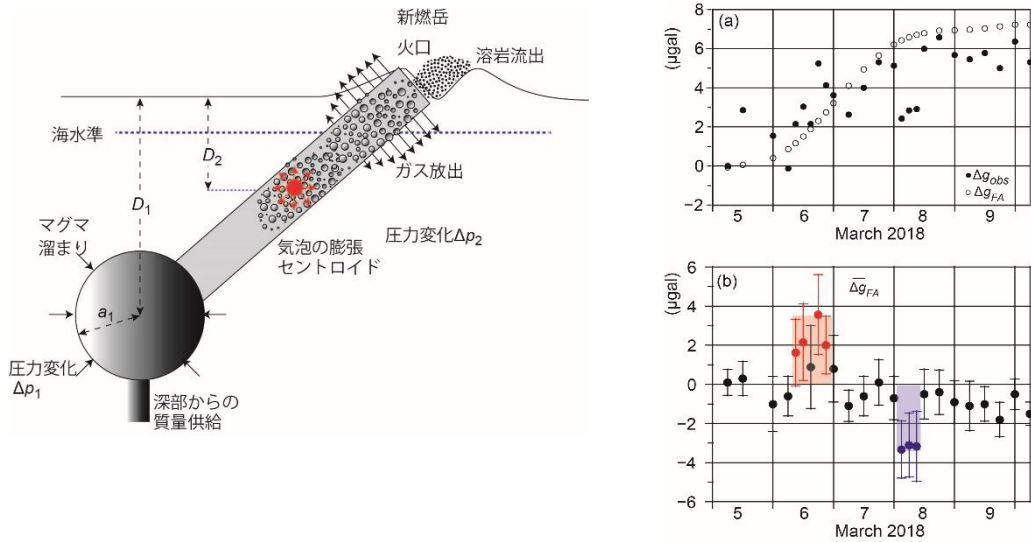 新燃岳
火口
溶岩流出
海水準
D2
D1
ガス放出
マグマ
溜まり
気泡の膨張
セントロイド
圧力変化Δp2
a1
圧力変化
Δp1
深部からの
質量供給
(a)
(μgal)
8
6
4
2
0
−2
Δgobs
ΔgFA
5
6
7
8
9
March 2018
(b)
ΔgFA
(μgal)
6
4
2
0
−2
−4
−6
5
6
7
8
9
March 2018